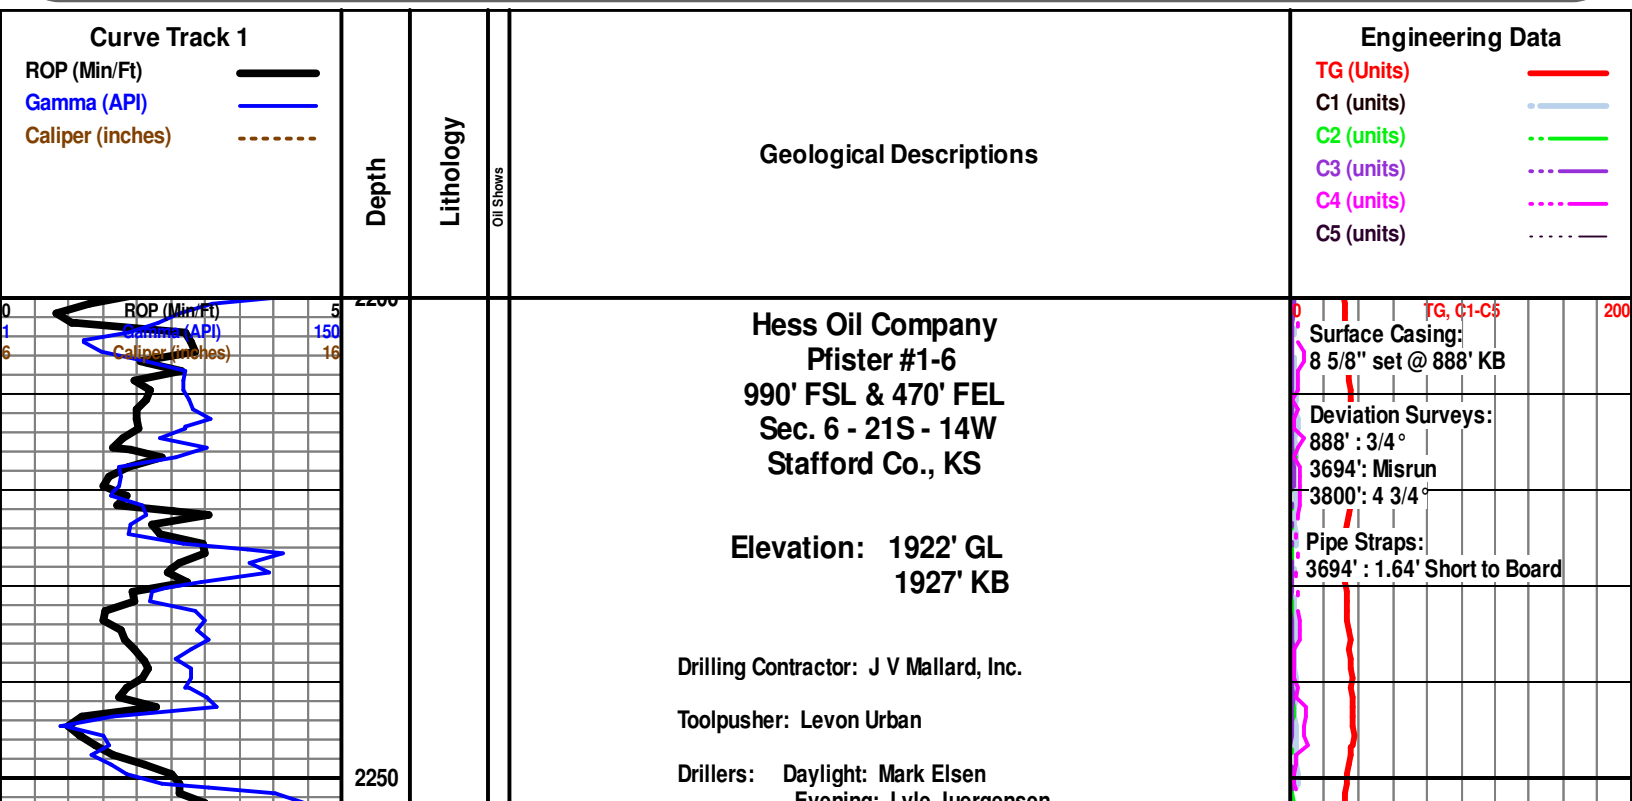 Curve Track 1
ROP (Min/Ft)
Gamma (API)
Caliper (inches)
Depth
Lithology
Oil Shows
Geological Descriptions
Engineering Data
TG (Units)
C1 (units)
C2 (units)
C3 (units)
C4 (units)
C5 (units)
0 ROP (Min/Ft) 5
1 Gamma (API) 150
6 Caliper (inches) 16
2200
2250
Hess Oil Company
Pfister #1-6
990' FSL & 470' FEL
Sec. 6 - 21S - 14W
Stafford Co., KS
Elevation: 1922' GL
1927' KB
Drilling Contractor: J V Mallard, Inc.
Toolpusher: Levon Urban
Drillers: Daylight: Mark Elsen
Evening: Lyle Juergensen
0 TG, C1-C5 200
Surface Casing:
8 5/8" set @ 888' KB
Deviation Surveys:
888' : 3/4°
3694': Misrun
3800': 4 3/4°
Pipe Straps:
3694' : 1.64' Short to Board